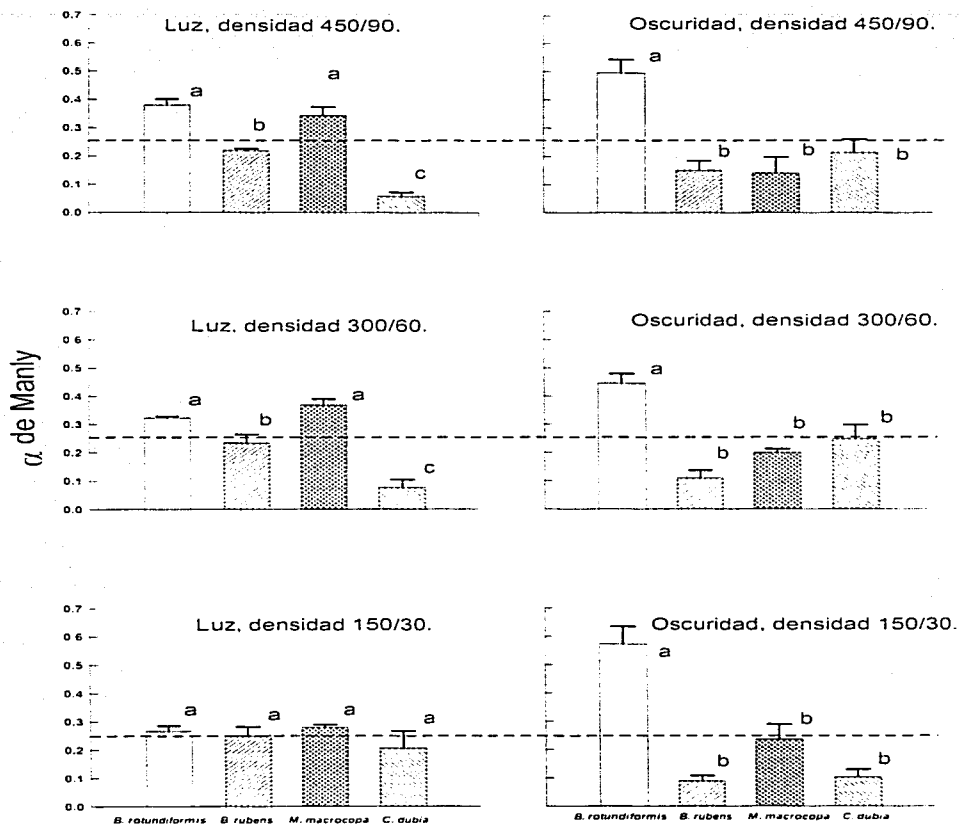 Luz, densidad 450/90.
0.7
0.6
0.5
0.4
0.3
0.2
0.1
0.0
a
b
a
c
Oscuridad, densidad 450/90.
a
b
b
b
α de Manly
Luz, densidad 300/60.
0.7
0.6
0.5
0.4
0.3
0.2
0.1
0.0
a
b
a
c
Oscuridad, densidad 300/60.
a
b
b
b
Luz, densidad 150/30.
0.7
0.6
0.5
0.4
0.3
0.2
0.1
0.0
a
a
a
a
B. rotundiformis B rubens M. macrocopa C. dubia
Oscuridad, densidad 150/30.
a
b
b
b
B. rotundiformis B. rubens M. macrocopa C. dubia